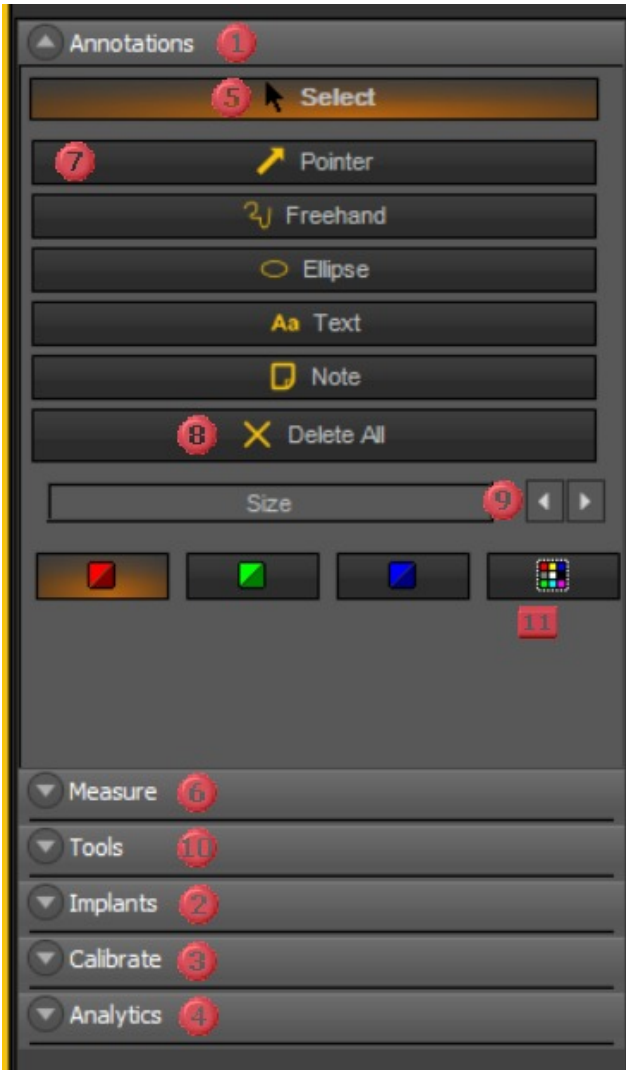 Annotations 1
5 Select
7 Pointer
Freehand
Ellipse
Aa Text
Note
8 Delete All
Size 9
11
Measure 6
Tools 10
Implants 2
Calibrate 3
Analytics 4